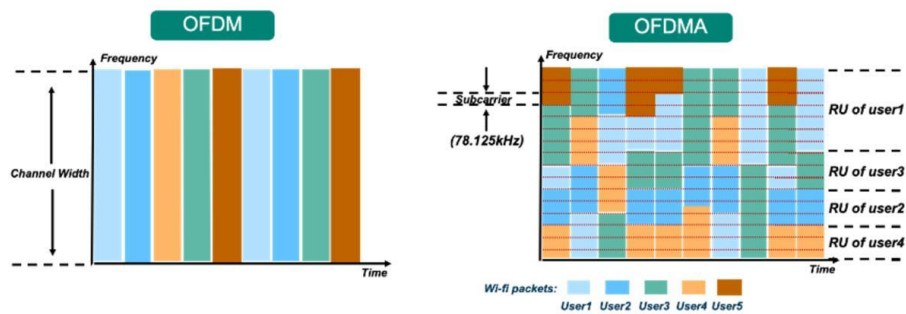 OFDM
Frequency
Channel Width
Time
OFDMA
Frequency
Subcarrier
(78.125kHz)
RU of user1
RU of user3
RU of user2
RU of user4
Time
Wi-fi packets:
User1 User2 User3 User4 User5